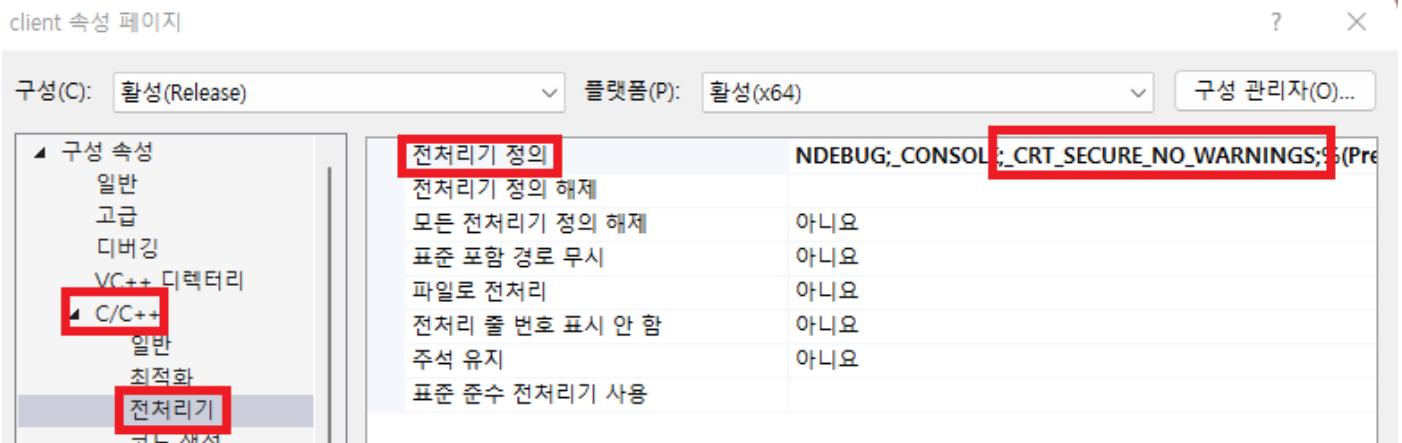 client 속성 페이지 ? ×
구성(C): 활성(Release) 플랫폼(P): 활성(x64) 구성 관리자(O)...
구성 속성
일반
고급
디버깅
VC++ 디렉터리
C/C++
일반
최적화
전처리기
코드 생성
전처리기 정의 NDEBUG;_CONSOLE;_CRT_SECURE_NO_WARNINGS;%(Pre
전처리기 정의 해제
모든 전처리기 정의 해제 아니요
표준 포함 경로 무시 아니요
파일로 전처리 아니요
전처리 줄 번호 표시 안 함 아니요
주석 유지 아니요
표준 준수 전처리기 사용